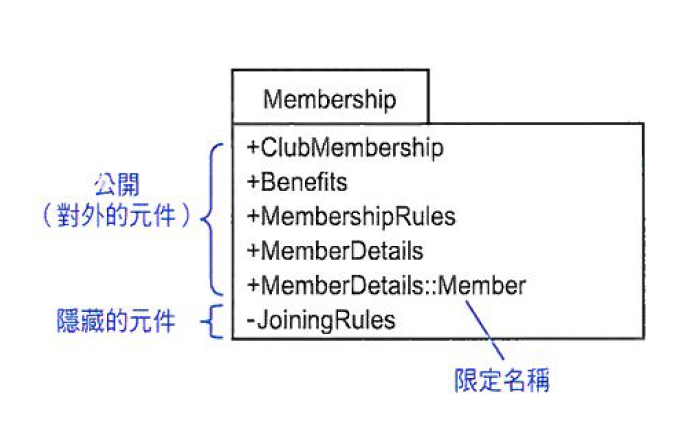 Membership
+ClubMembership
+Benefits
+MembershipRules
+MemberDetails
+MemberDetails::Member
-JoiningRules
公開
（對外的元件）
隱藏的元件
限定名稱